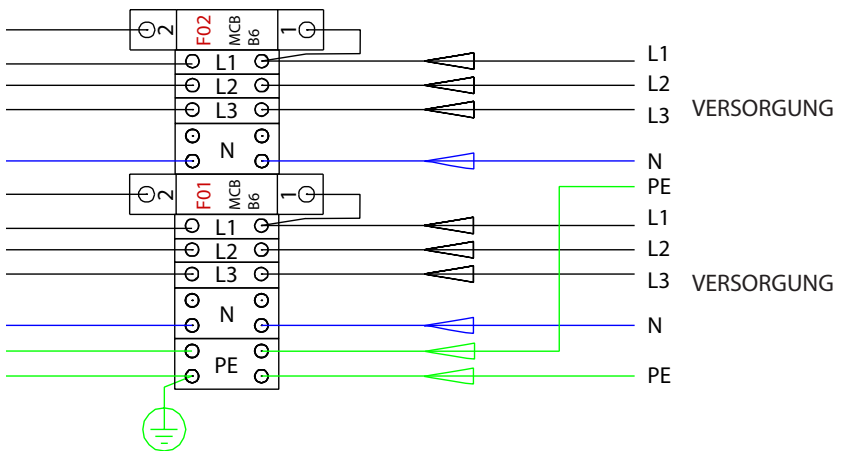 2 F02 MCB B6 1
L1 L1
L2 L2
L3 L3 VERSORGUNG
N N
PE
2 F01 MCB B6 1
L1 L1
L2 L2
L3 L3 VERSORGUNG
N N
PE PE